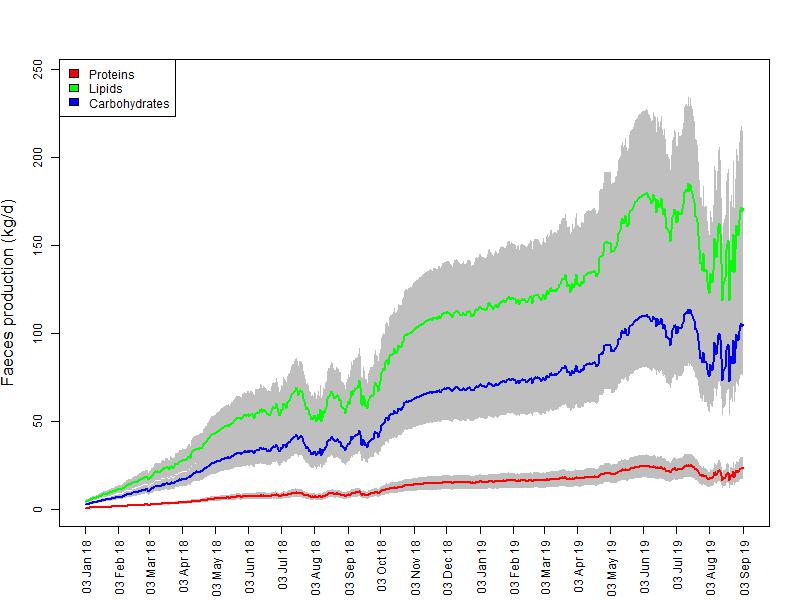 Proteins
Lipids
Carbohydrates
Faeces production (kg/d)
250
200
150
100
50
0
03 Jan 18
03 Feb 18
03 Mar 18
03 Apr 18
03 May 18
03 Jun 18
03 Jul 18
03 Aug 18
03 Sep 18
03 Oct 18
03 Nov 18
03 Dec 18
03 Jan 19
03 Feb 19
03 Mar 19
03 Apr 19
03 May 19
03 Jun 19
03 Jul 19
03 Aug 19
03 Sep 19